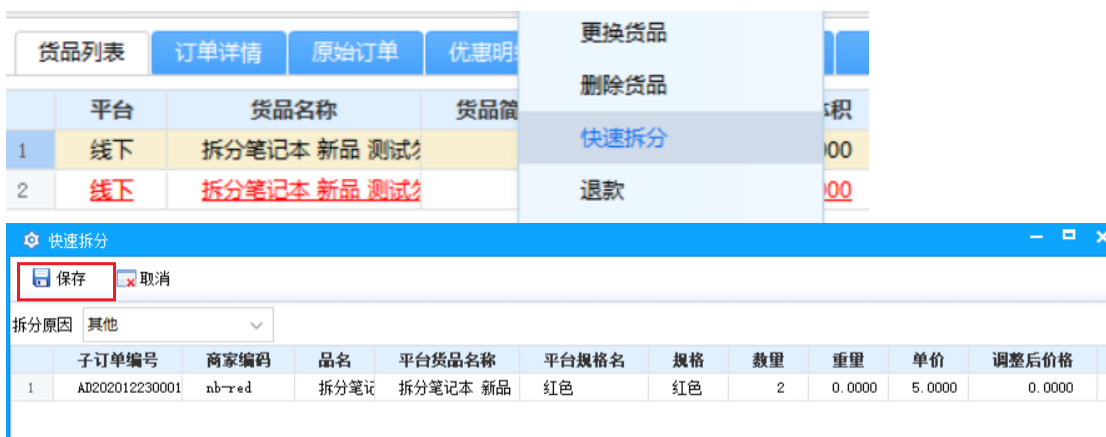 更换货品
货品列表 订单详情 原始订单 优惠明
删除货品
平台 货品名称 货品简 积
快速拆分
1 线下 拆分笔记本 新品 测试 00
2 线下 拆分笔记本 新品 测试 00
退款
快速拆分
保存 取消
拆分原因 其他
子订单编号 商家编码 品名 平台货品名称 平台规格名 规格 数量 重量 单价 调整后价格
1 AD202012230001 nb-red 拆分笔记 拆分笔记本 新品 红色 红色 2 0.0000 5.0000 0.0000